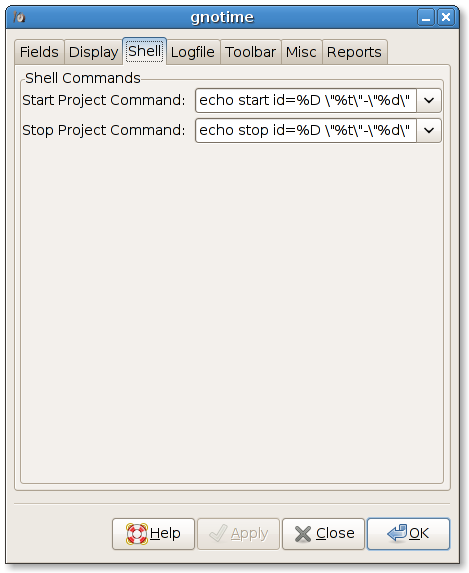 gnotime
Fields Display Shell Logfile Toolbar Misc Reports
Shell Commands
Start Project Command: echo start id=%D \"%t\"-\"%d\"
Stop Project Command: echo stop id=%D \"%t\"-\"%d\"
Help Apply Close OK